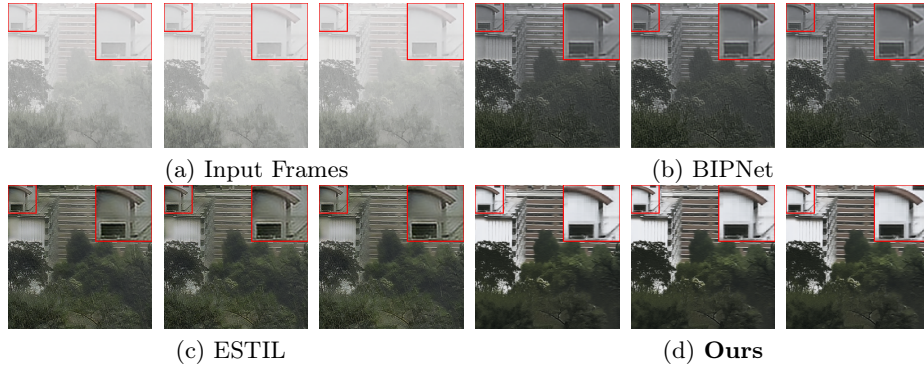 (a) Input Frames
(b) BIPNet
(c) ESTIL
(d) Ours